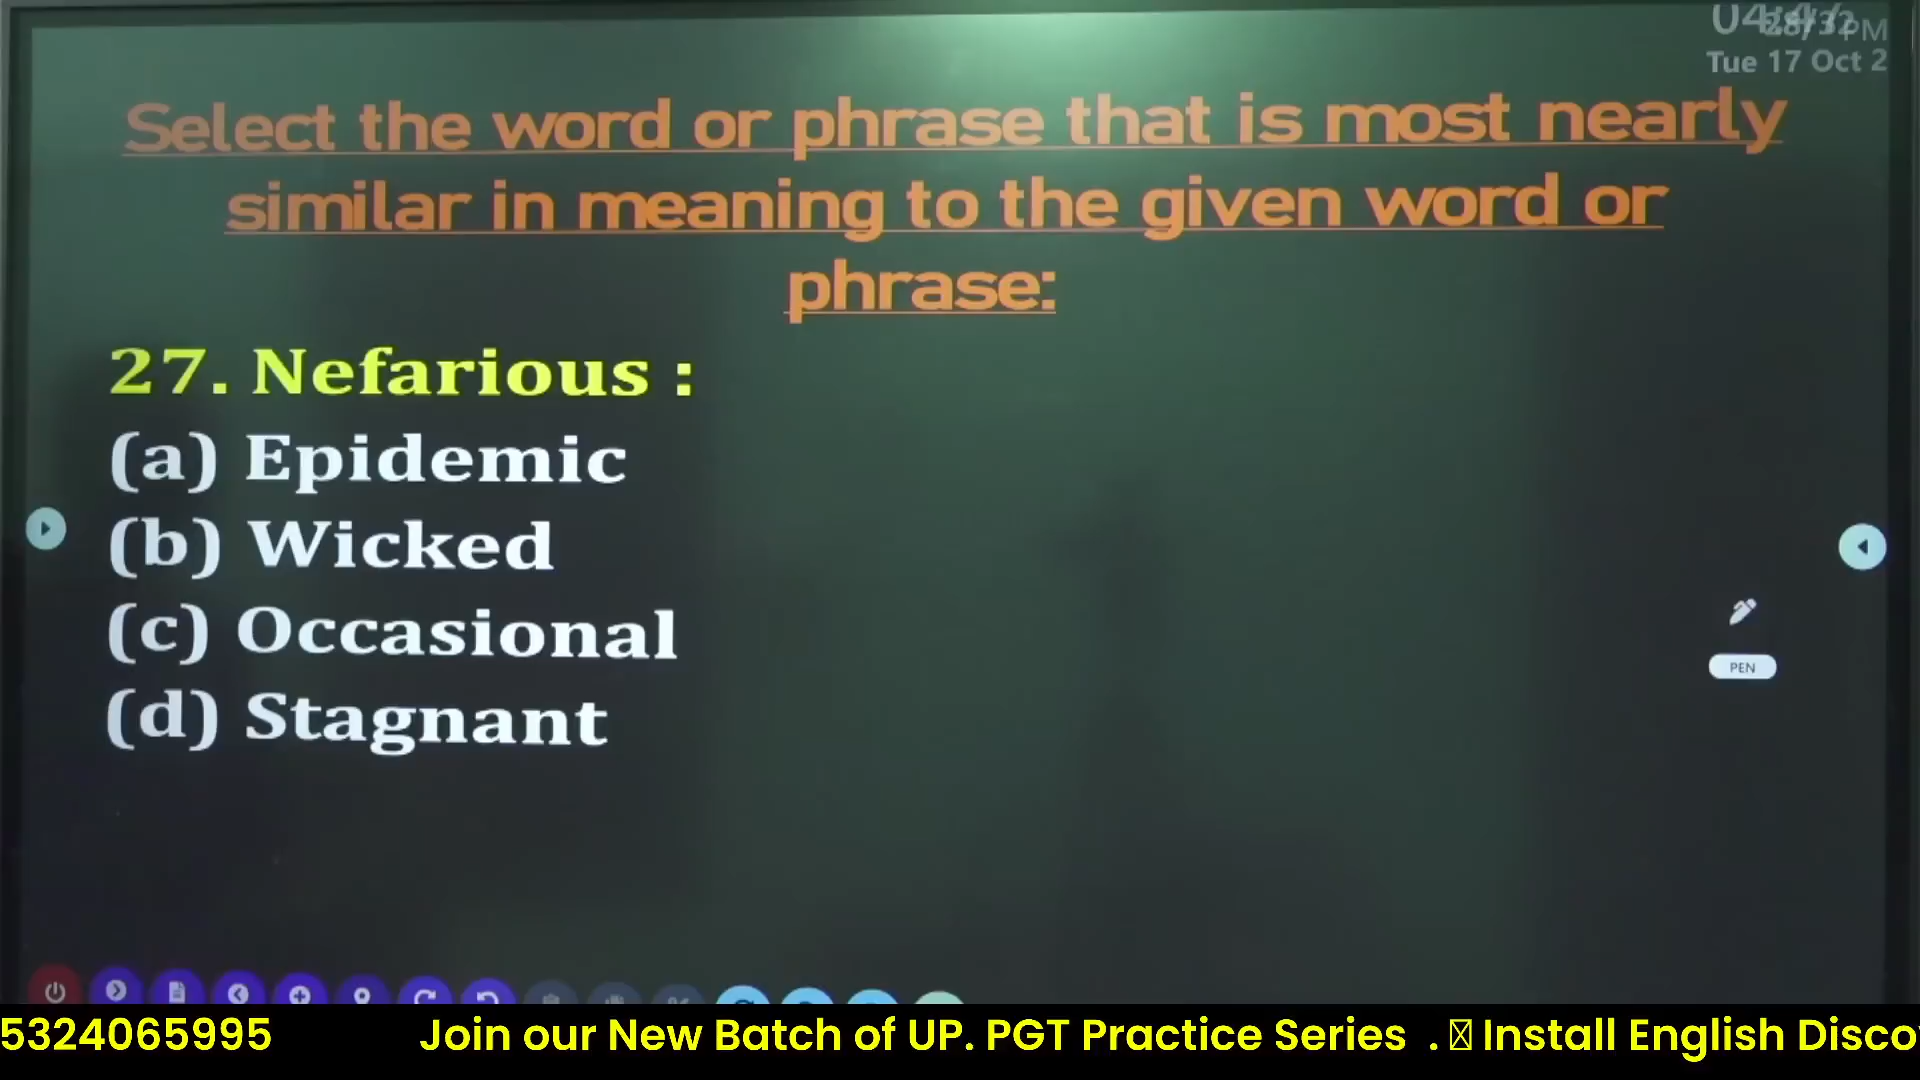 Tue 17 Oct 2
Select the word or phrase that is most nearly
similar in meaning to the given word or
phrase:
27. Nefarious :
(a) Epidemic
(b) Wicked
(c) Occasional
(d) Stagnant
PEN
5324065995 Join our New Batch of UP. PGT Practice Series . Install English Disco